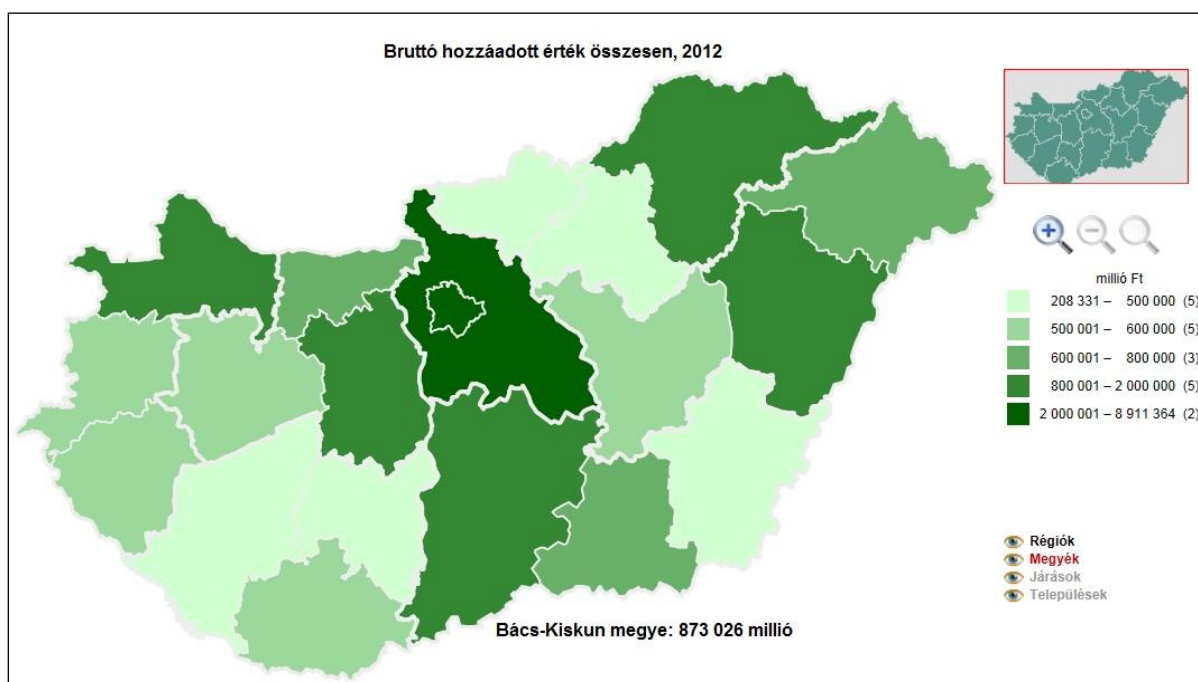 Bruttó hozzáadott érték összesen, 2012
millió Ft
208 331 – 500 000 (5)
500 001 – 600 000 (5)
600 001 – 800 000 (3)
800 001 – 2 000 000 (5)
2 000 001 – 8 911 364 (2)
Régiók
Megyék
Járások
Települések
Bács-Kiskun megye: 873 026 millió